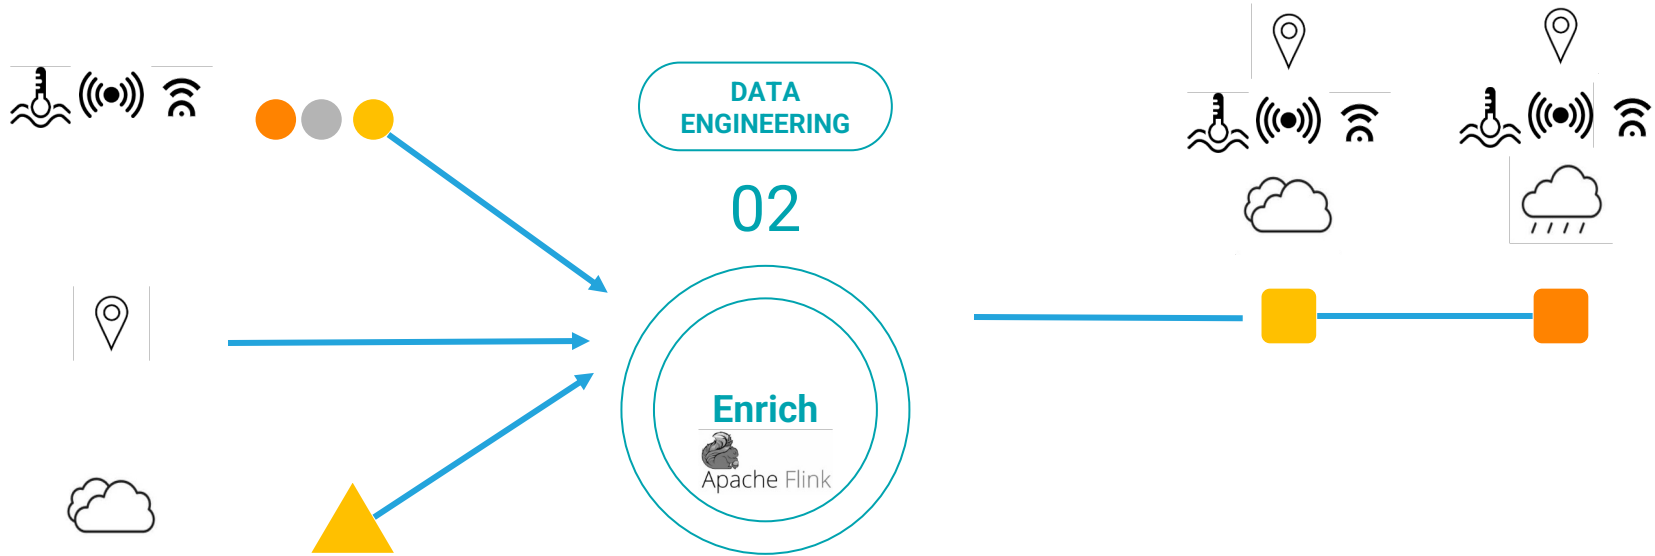 DATA
ENGINEERING
02
Enrich
Apache Flink